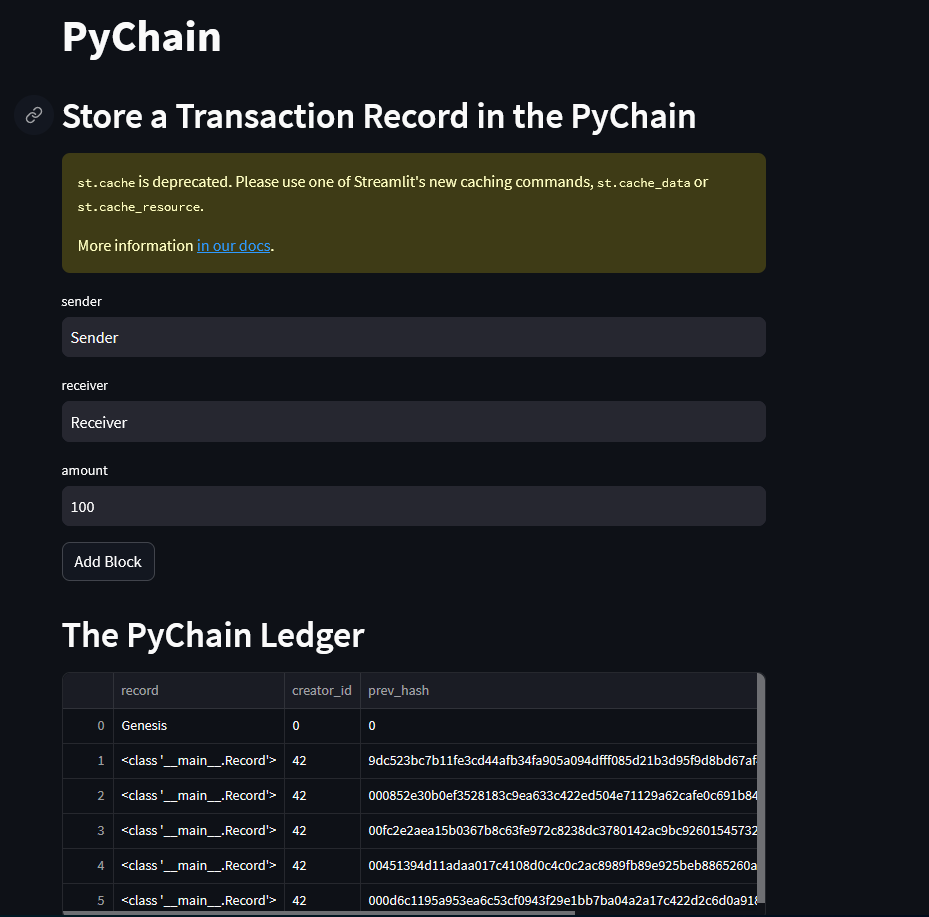 PyChain
Store a Transaction Record in the PyChain
st.cache is deprecated. Please use one of Streamlit's new caching commands, st.cache_data or
st.cache_resource.
More information in our docs.
sender
Sender
receiver
Receiver
amount
100
Add Block
The PyChain Ledger
record creator_id prev_hash
0 Genesis 0 0
1 <class '__main__.Record'> 42 9dc523bc7b11fe3cd44afb34fa905a094dfff085d21b3d95f9d8bd67af
2 <class '__main__.Record'> 42 000852e30b0ef3528183c9ea633c422ed504e71129a62cafe0c691b84
3 <class '__main__.Record'> 42 00fc2e2aea15b0367b8c63fe972c8238dc3780142ac9bc92601545732
4 <class '__main__.Record'> 42 00451394d11adaa017c4108d0c4c0c2ac8989fb89e925beb8865260a
5 <class '__main__.Record'> 42 000d6c1195a953ea6c53cf0943f29e1bb7ba04a2a17c422d2c6d0a918